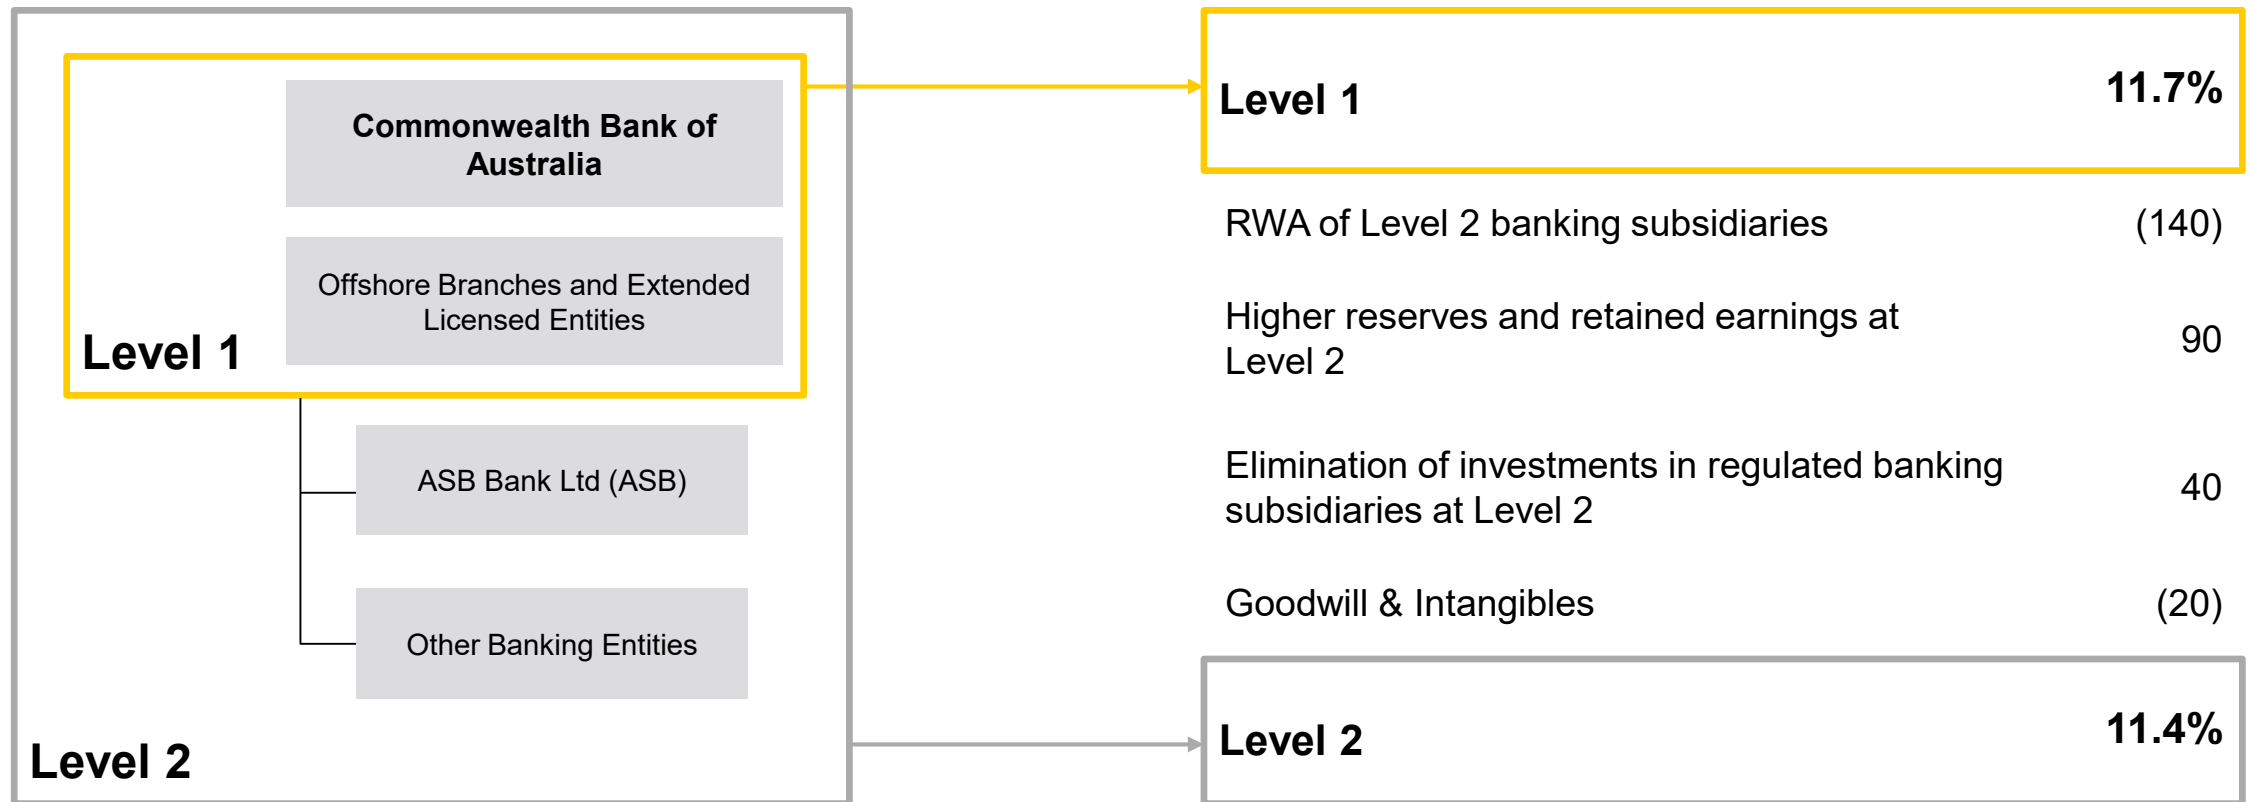 Commonwealth Bank of
Australia
Offshore Branches and Extended
Licensed Entities
Level 1
ASB Bank Ltd (ASB)
Other Banking Entities
Level 2
Level 1 11.7%
RWA of Level 2 banking subsidiaries (140)
Higher reserves and retained earnings at
Level 2 90
Elimination of investments in regulated banking
subsidiaries at Level 2 40
Goodwill & Intangibles (20)
Level 2 11.4%